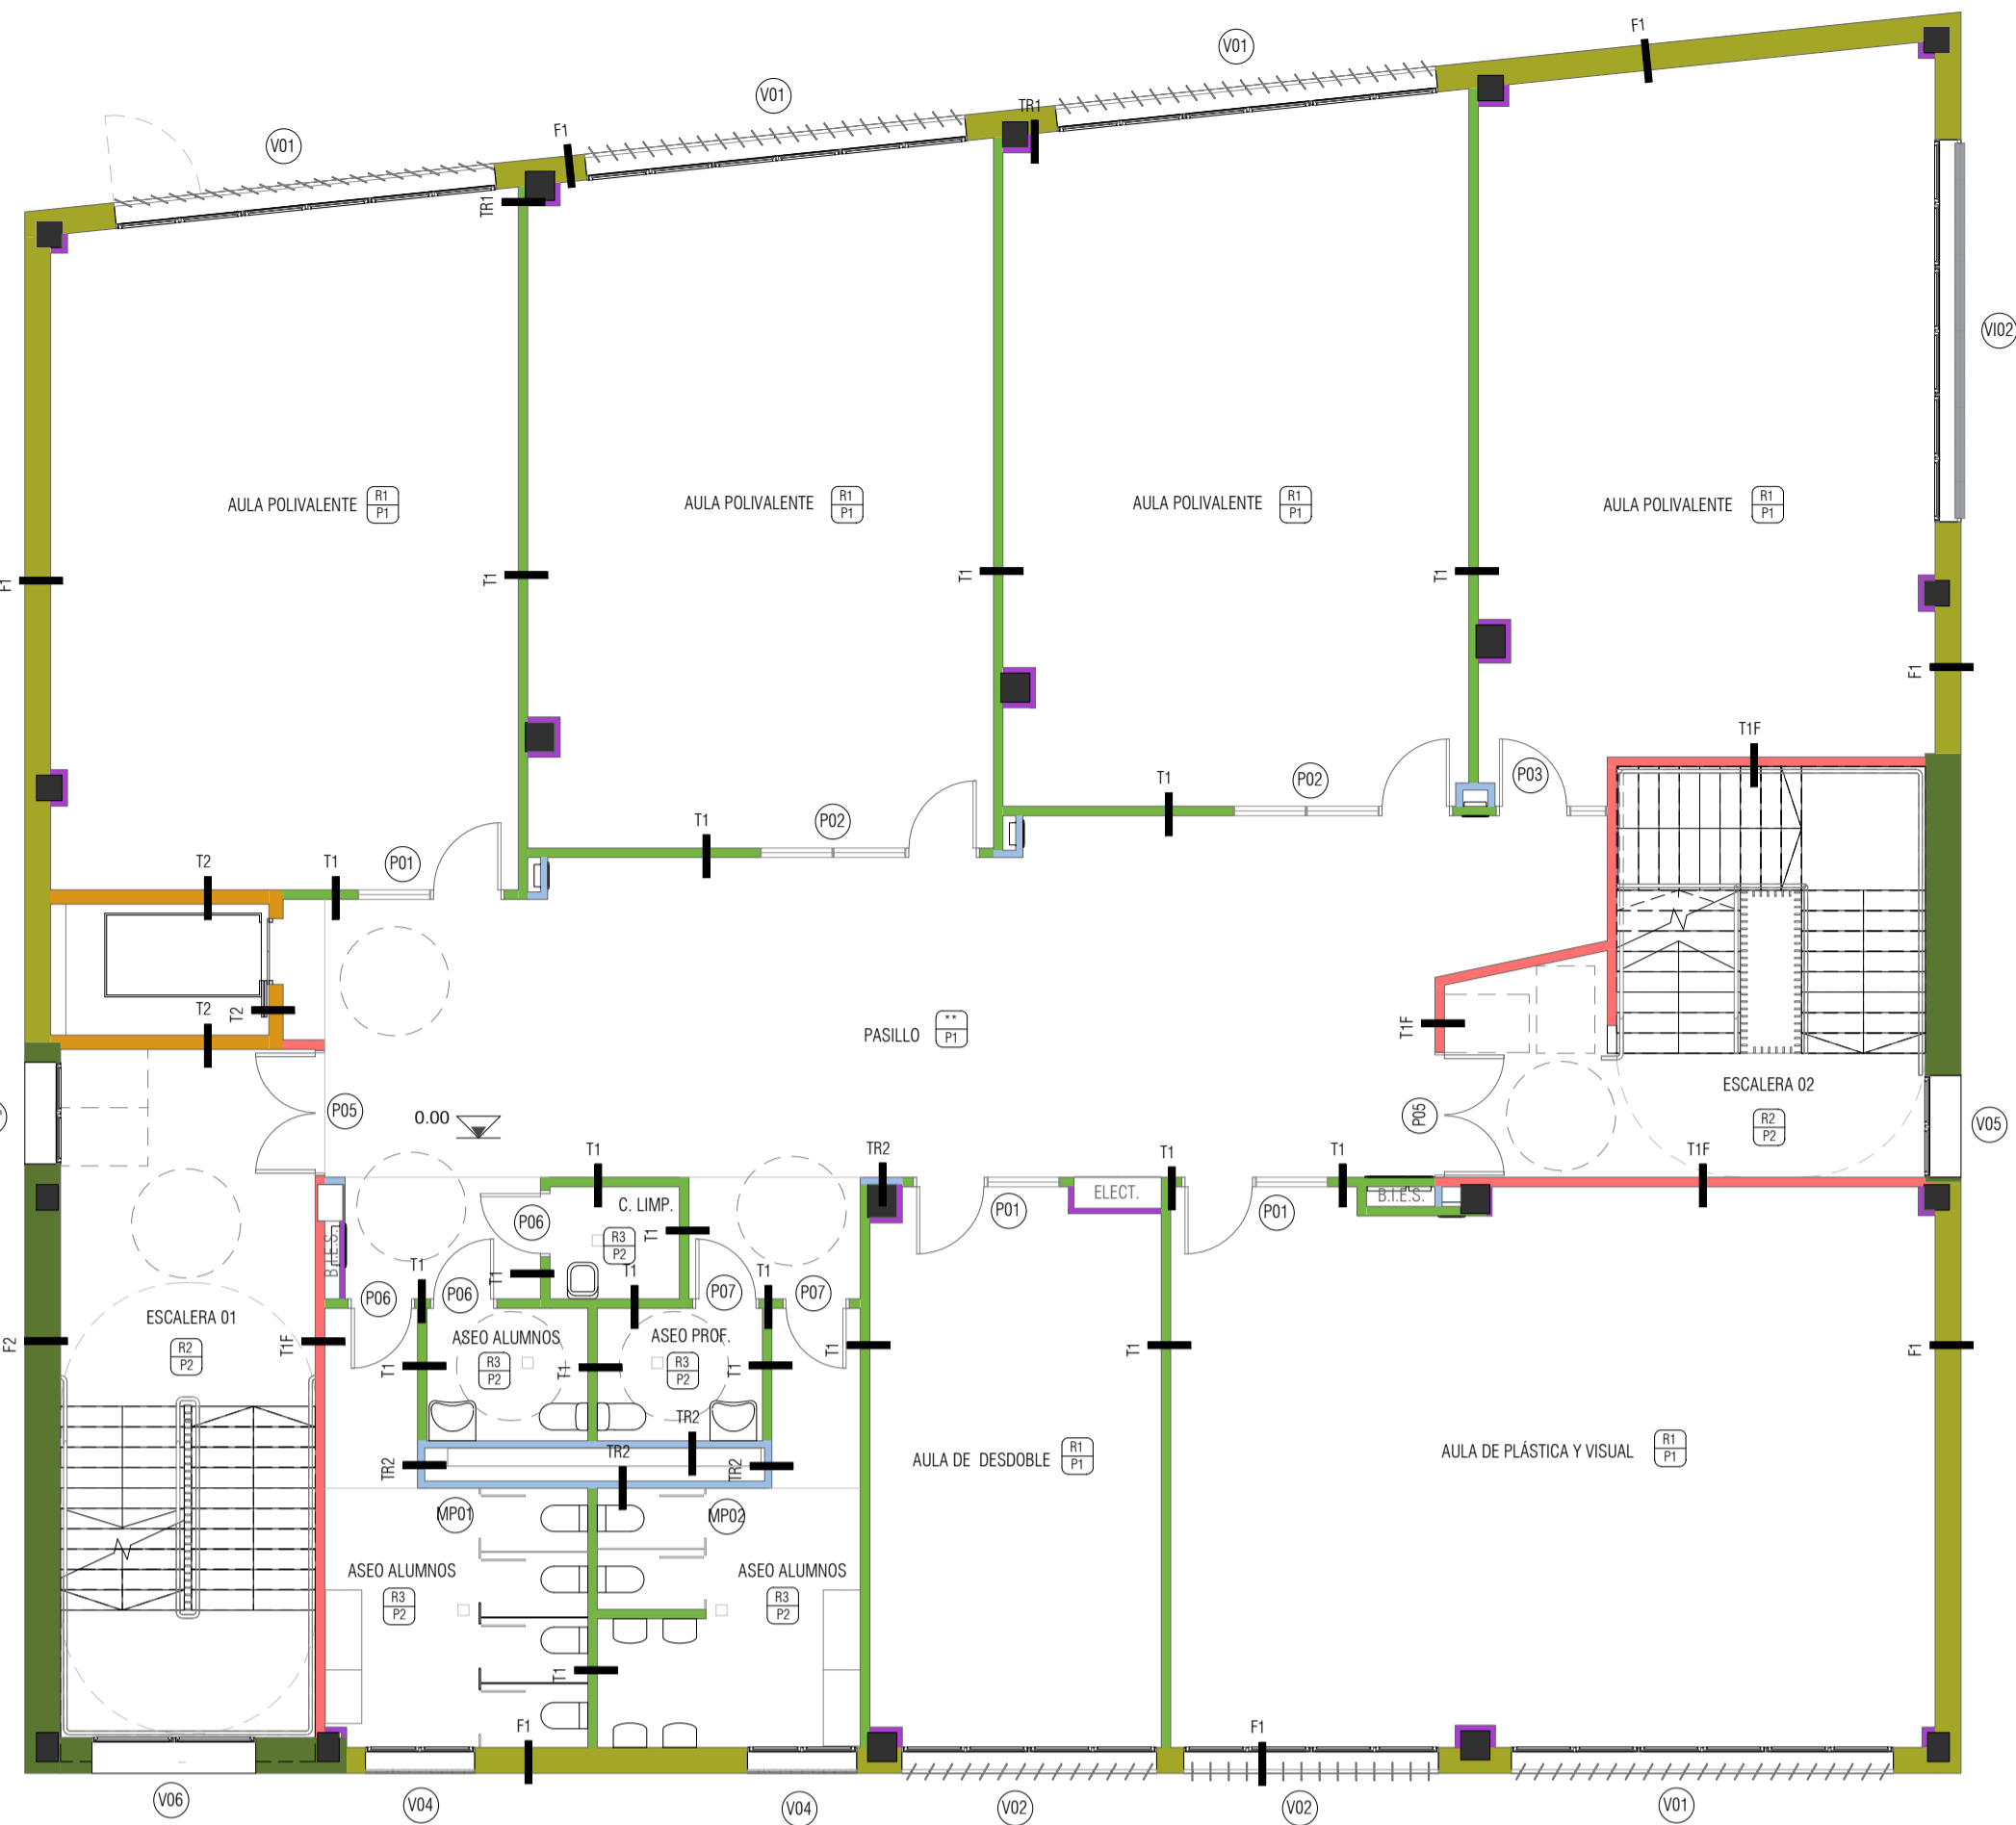 F1
V01
V01
TR1
F1
V01
TR1
VI02
AULA POLIVALENTE
R1
P1
AULA POLIVALENTE
R1
P1
AULA POLIVALENTE
R1
P1
AULA POLIVALENTE
R1
P1
F1
T1
T1
T1
F1
T1F
T1
P02
P03
T1
P02
T2
T1
P01
T2
T2
PASILLO
**
P1
T1F
ESCALERA 02
R2
P2
P05
0.00
P05
V05
T1
TR2
T1
T1
T1F
C. LIMP.
ELECT.
B.I.E.S.
P06
P01
P01
R3
P2
T1
B.I.E.S.
T1
T1
T1
T1
P06
P06
P07
P07
ESCALERA 01
R2
P2
F2
T1F
ASEO ALUMNOS
R3
P2
ASEO PROF.
R3
P2
T1
T1
T1
T1
T1
F1
TR2
TR2
TR2
TR2
AULA DE DESDOBLE
R1
P1
AULA DE PLÁSTICA Y VISUAL
R1
P1
MP01
MP02
ASEO ALUMNOS
R3
P2
ASEO ALUMNOS
R3
P2
T1
F1
F1
V06
V04
V04
V02
V02
V01